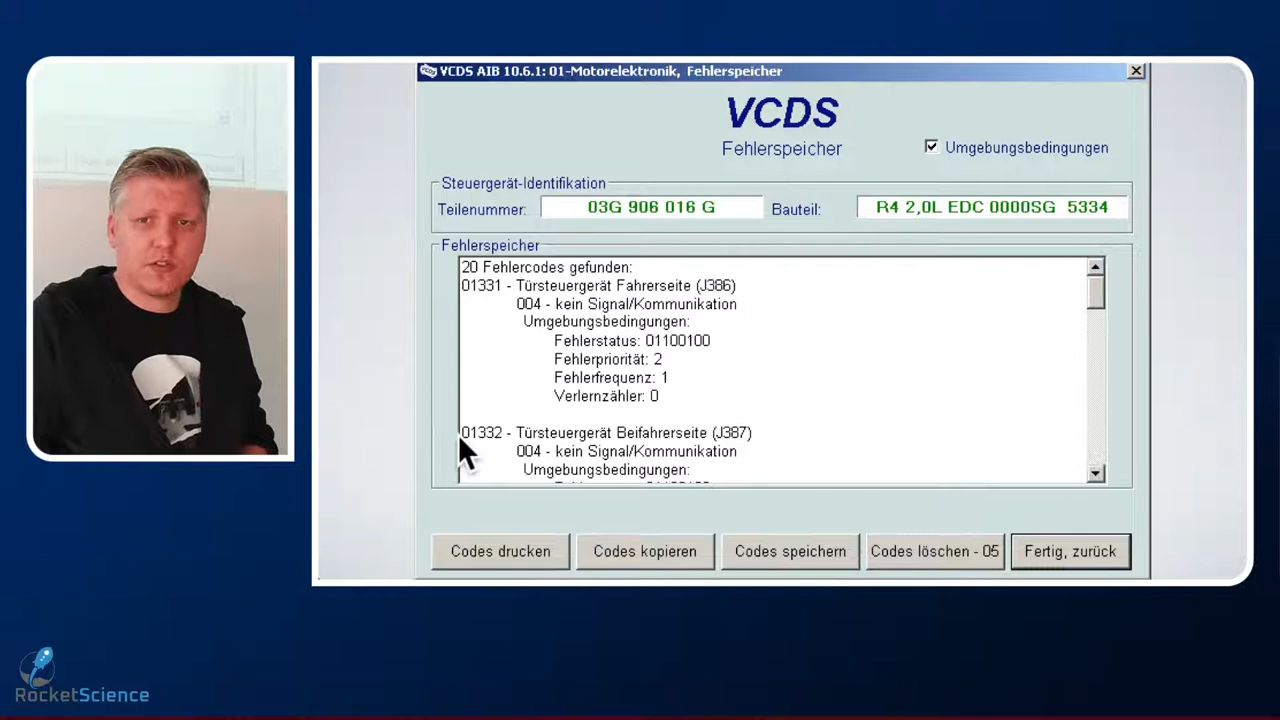 VCDS AIB 10.6.1: 01-Motorelektronik, Fehlerspeicher
VCDS
Fehlerspeicher
Umgebungsbedingungen
Steuergerät-Identifikation
Teilenummer: 03G 906 016 G Bauteil: R4 2,0L EDC 0000SG 5334
Fehlerspeicher
20 Fehlercodes gefunden:
01331 - Türsteuergerät Fahrerseite (J386)
004 - kein Signal/Kommunikation
Umgebungsbedingungen:
Fehlerstatus: 01100100
Fehlerpriorität: 2
Fehlerfrequenz: 1
Verlernzähler: 0
01332 - Türsteuergerät Beifahrerseite (J387)
004 - kein Signal/Kommunikation
Umgebungsbedingungen:
Codes drucken Codes kopieren Codes speichern Codes löschen - 05 Fertig, zurück
RocketScience